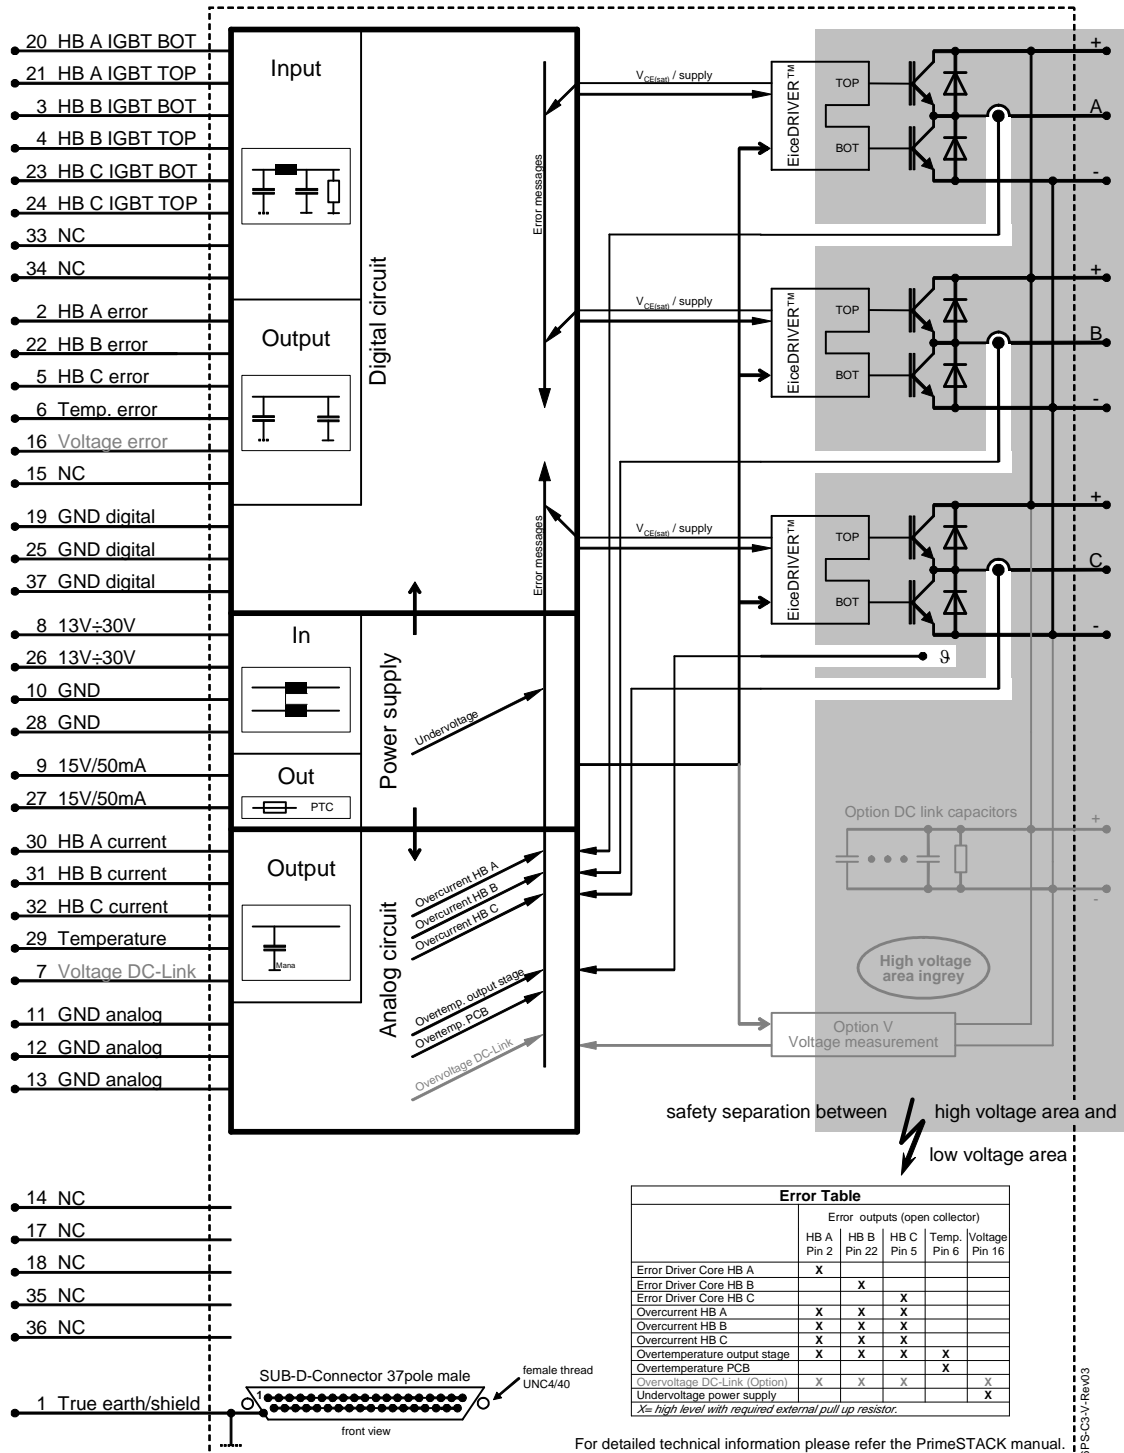 20 HB A IGBT BOT
21 HB A IGBT TOP
3 HB B IGBT BOT
4 HB B IGBT TOP
23 HB C IGBT BOT
24 HB C IGBT TOP
33 NC
34 NC
2 HB A error
22 HB B error
5 HB C error
6 Temp. error
16 Voltage error
15 NC
19 GND digital
25 GND digital
37 GND digital
8 13V÷30V
26 13V÷30V
10 GND
28 GND
9 15V/50mA
27 15V/50mA
30 HB A current
31 HB B current
32 HB C current
29 Temperature
7 Voltage DC-Link
11 GND analog
12 GND analog
13 GND analog
14 NC
17 NC
18 NC
35 NC
36 NC
1 True earth/shield
Input
Output
Digital circuit
Error messages
Error messages
In
Out
PTC
Power supply
Undervoltage
Output
Mana
Analog circuit
Overcurrent HB A
Overcurrent HB B
Overcurrent HB C
Overtemp. output stage
Overtemp. PCB
Overvoltage DC-Link
VCE(sat) / supply
EiceDRIVER™
TOP
BOT
+
A
-
VCE(sat) / supply
EiceDRIVER™
TOP
BOT
+
B
-
VCE(sat) / supply
EiceDRIVER™
TOP
BOT
+
C
-
ϑ
Option DC link capacitors
+
-
High voltage
area ingrey
Option V
Voltage measurement
safety separation between high voltage area and
low voltage area
Error Table
Error outputs (open collector)
HB A HB B HB C Temp. Voltage
Pin 2 Pin 22 Pin 5 Pin 6 Pin 16
Error Driver Core HB A X
Error Driver Core HB B X
Error Driver Core HB C X
Overcurrent HB A X X X
Overcurrent HB B X X X
Overcurrent HB C X X X
Overtemperature output stage X X X X
Overtemperature PCB X
Overvoltage DC-Link (Option) X X X X
Undervoltage power supply X
X= high level with required external pull up resistor.
SUB-D-Connector 37pole male
1
front view
female thread
UNC4/40
For detailed technical information please refer the PrimeSTACK manual.
SPS-C3-V-Rev03